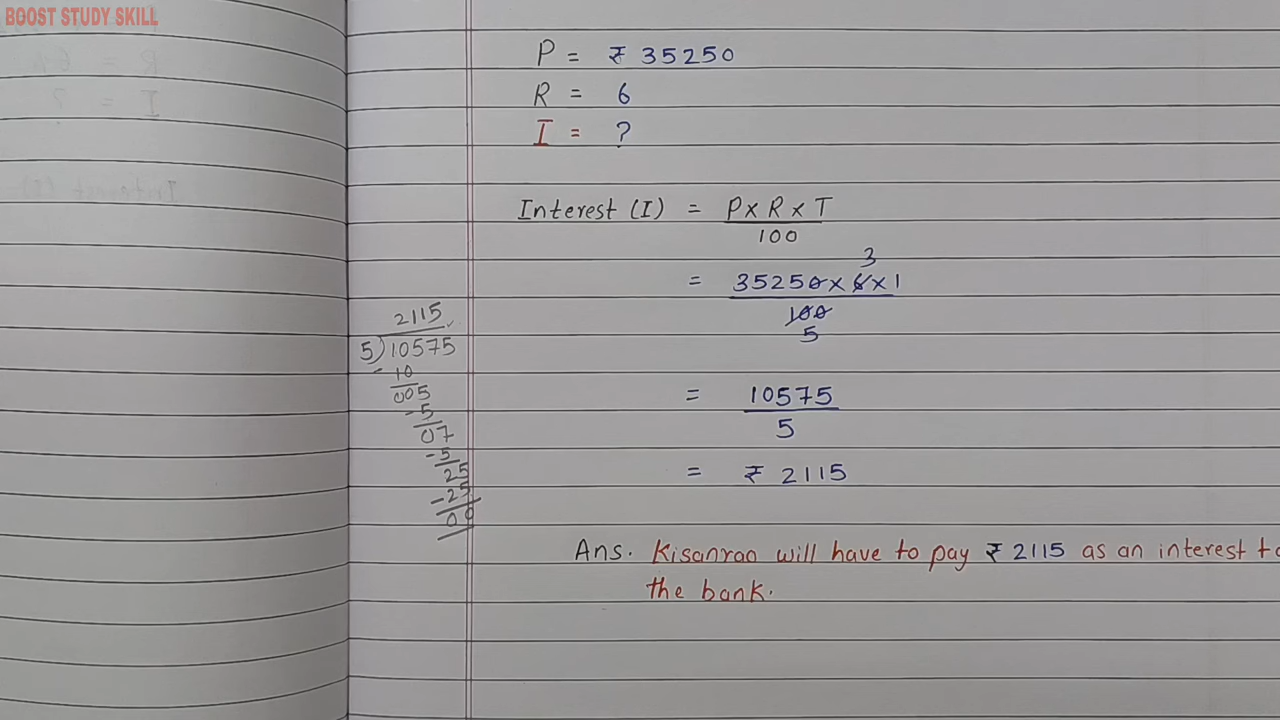 BOOST STUDY SKILL
P = ₹ 35250
R = 6
I = ?
Interest (I) = P x R x T
100
3
= 35250 x 6 x 1
100
5
= 10575
5
= ₹ 2115
2115
5) 10575
- 10
005
- 5
07
- 5
25
- 25
00
Ans. Kisanrao will have to pay ₹ 2115 as an interest to
the bank.